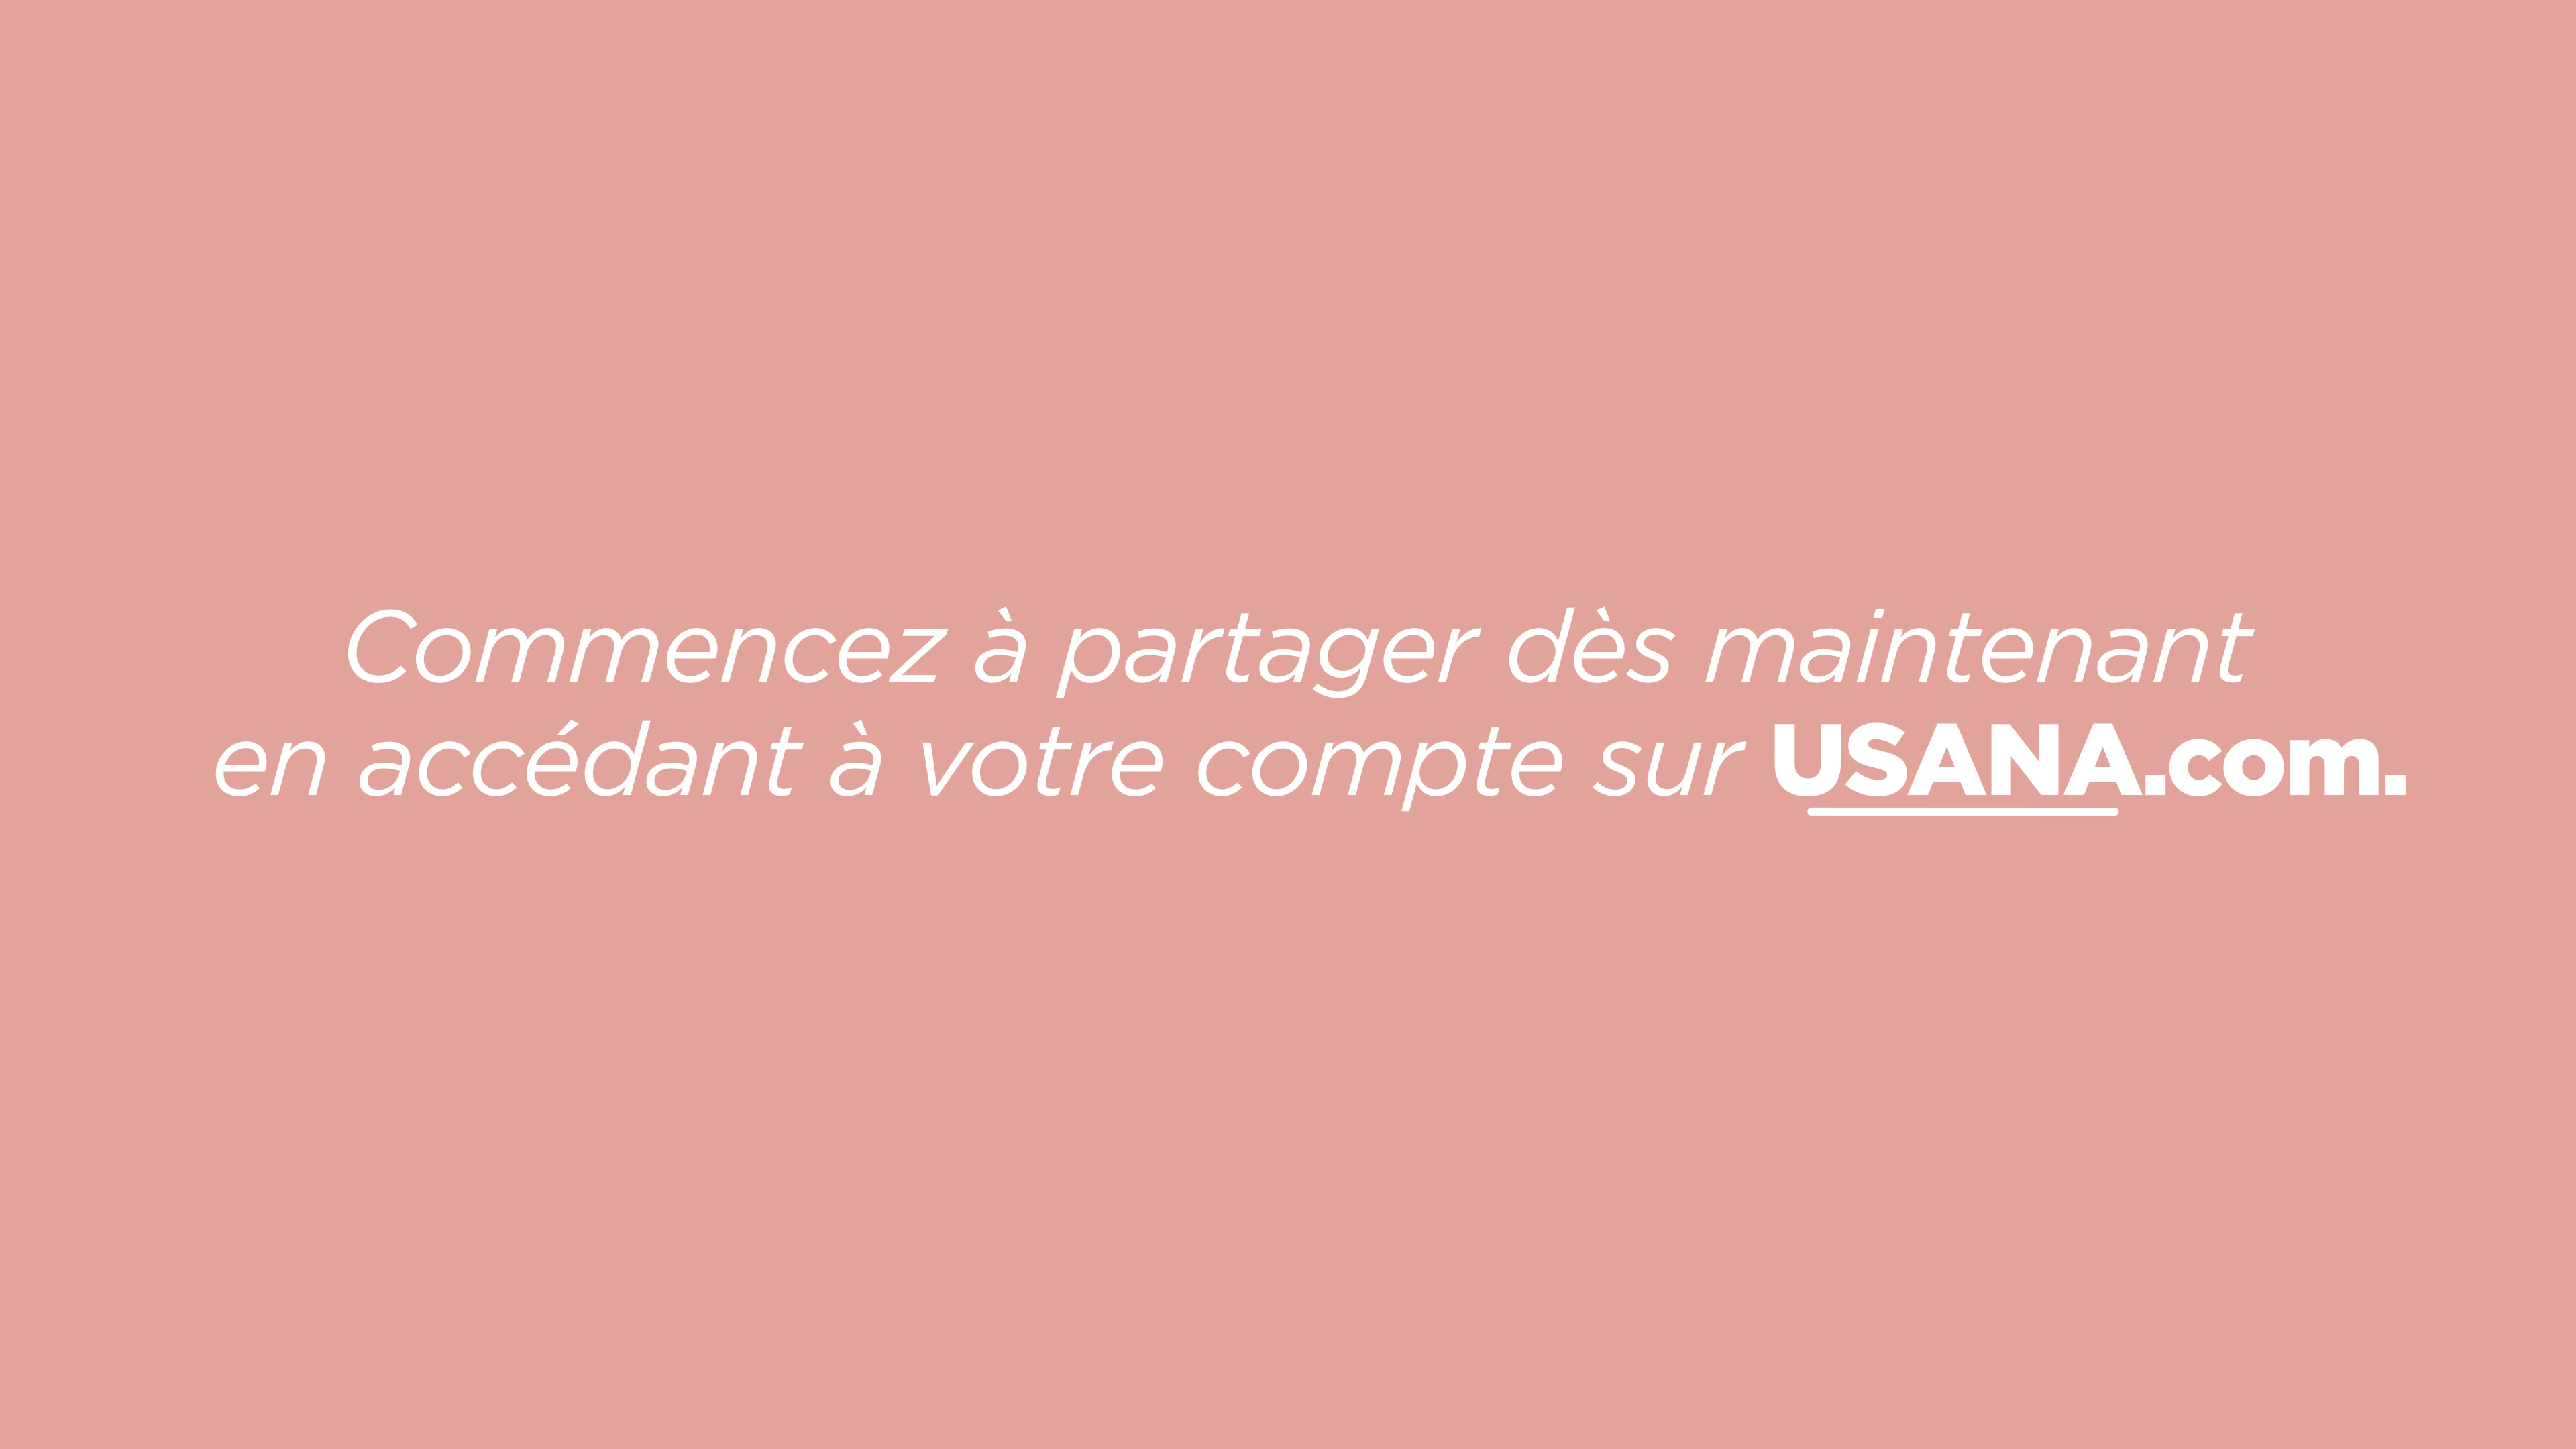 Commencez à partager dès maintenant
en accédant à votre compte sur USANA.com.